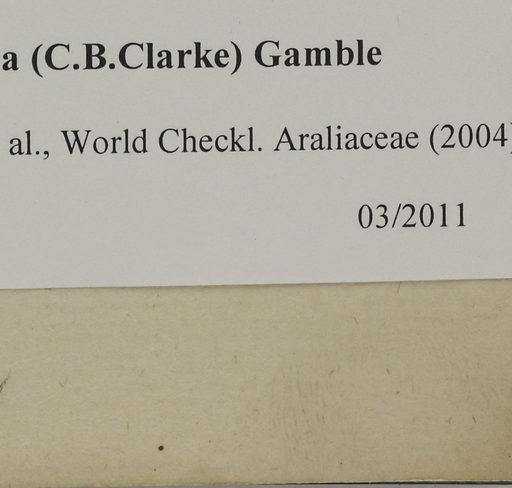 a (C.B.Clarke) Gamble
al., World Checkl. Araliaceae (2004)
03/2011